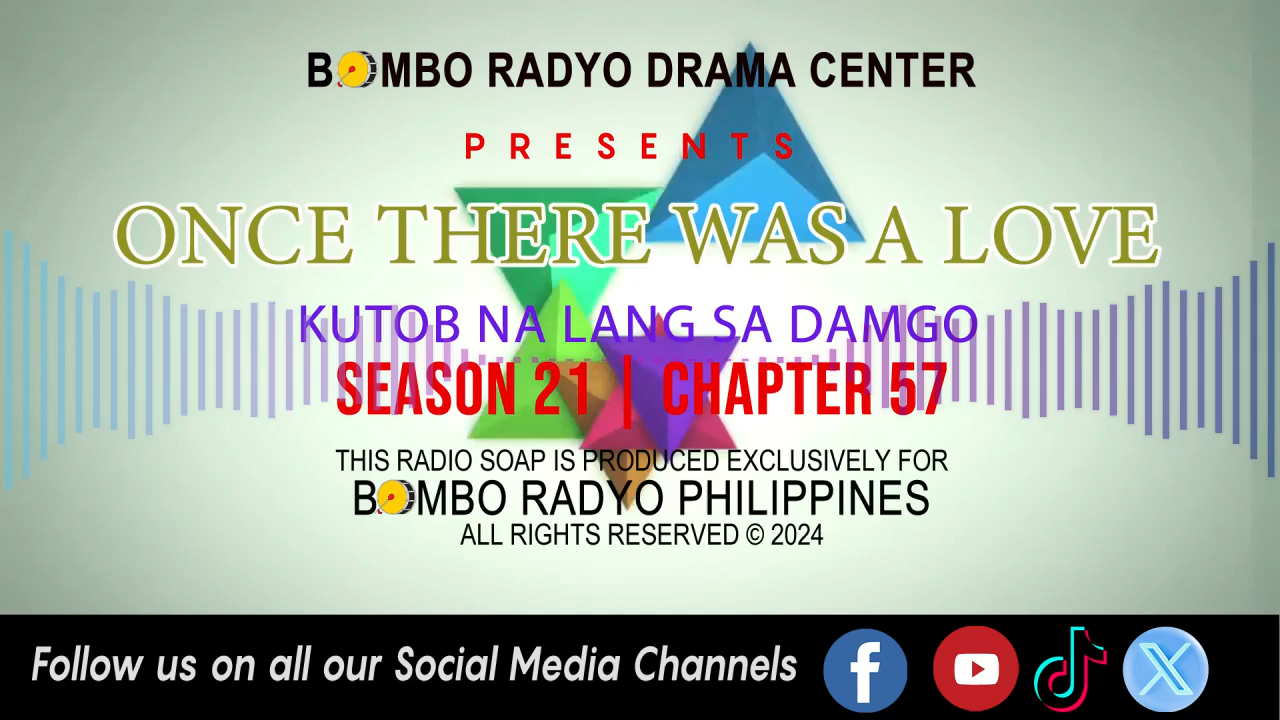 BOMBO RADYO DRAMA CENTER
PRESENTS
ONCE THERE WAS A LOVE
KUTOB NA LANG SA DAMGO
SEASON 21 | CHAPTER 57
THIS RADIO SOAP IS PRODUCED EXCLUSIVELY FOR
BOMBO RADYO PHILIPPINES
ALL RIGHTS RESERVED © 2024
Follow us on all our Social Media Channels